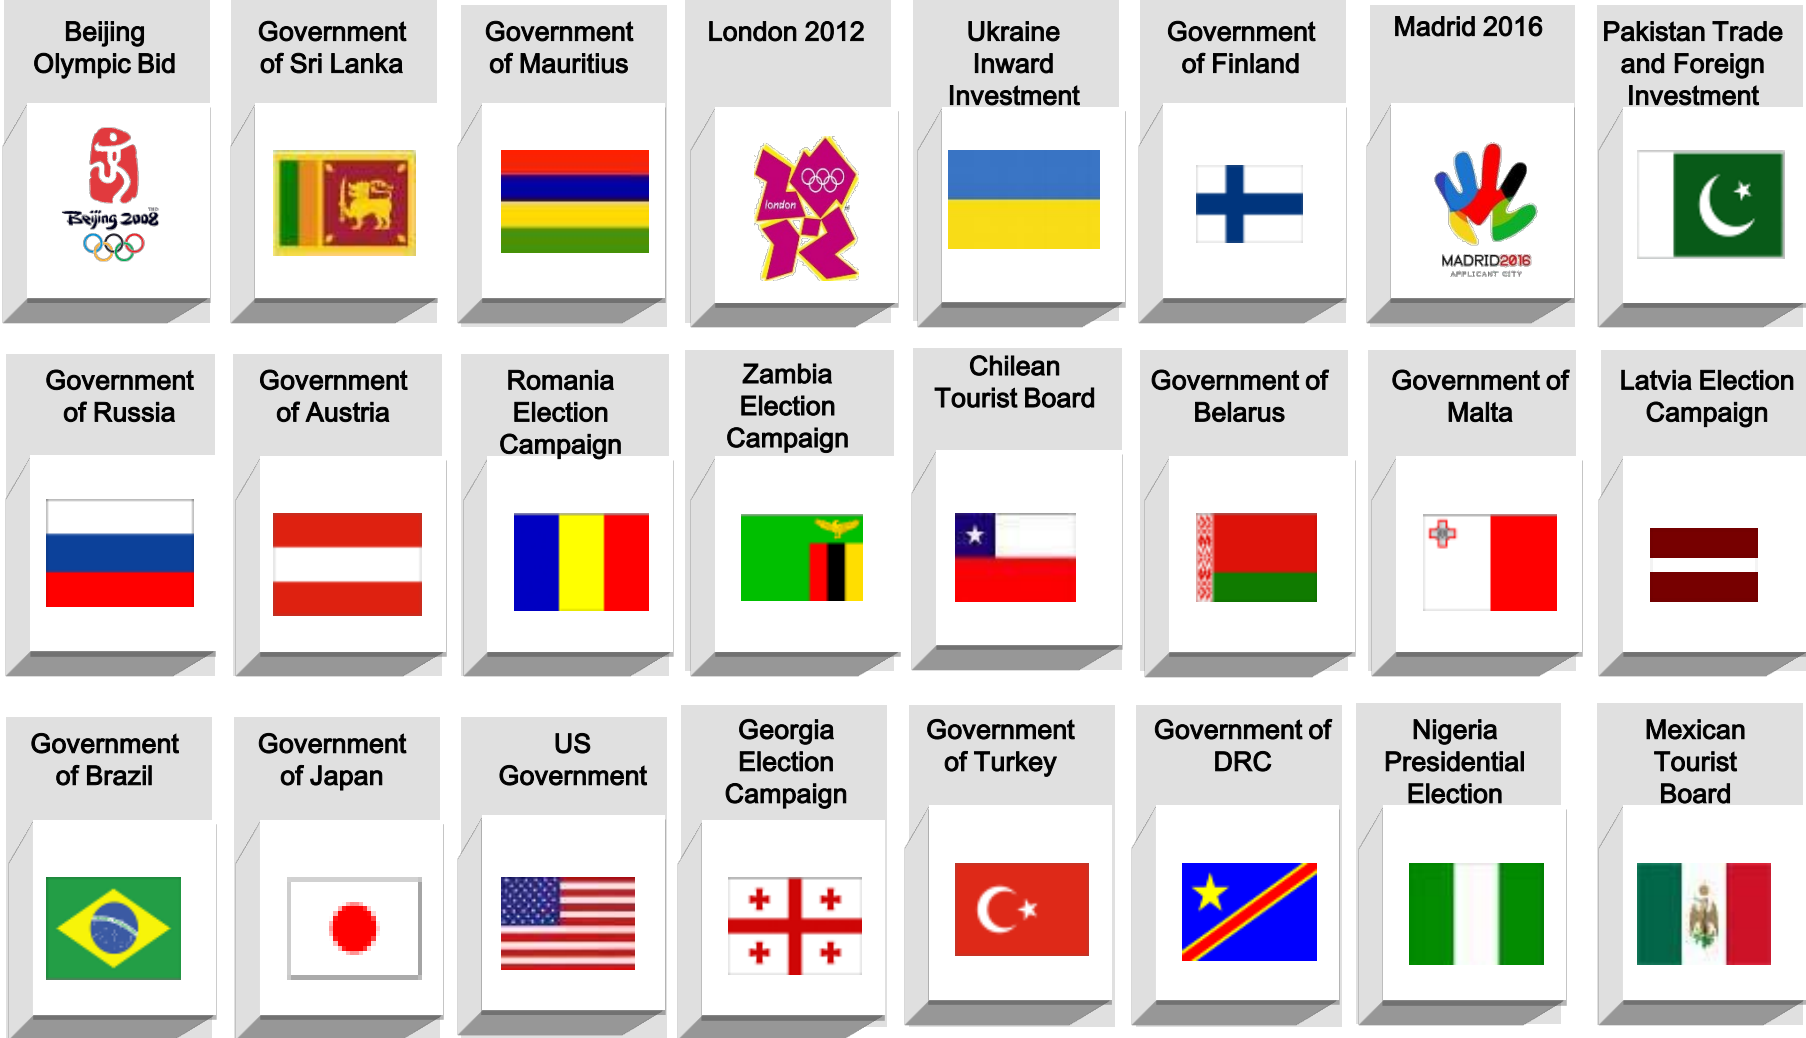 Beijing
Olympic Bid
Government
of Sri Lanka
Government
of Mauritius
London 2012
Ukraine
Inward
Investment
Government
of Finland
Madrid 2016
Pakistan Trade
and Foreign
Investment
Beijing 2008
TM
london
MADRID2016
APPLICANT CITY
Government
of Russia
Government
of Austria
Romania
Election
Campaign
Zambia
Election
Campaign
Chilean
Tourist Board
Government of
Belarus
Government of
Malta
Latvia Election
Campaign
Government
of Brazil
Government
of Japan
US
Government
Georgia
Election
Campaign
Government
of Turkey
Government of
DRC
Nigeria
Presidential
Election
Mexican
Tourist
Board